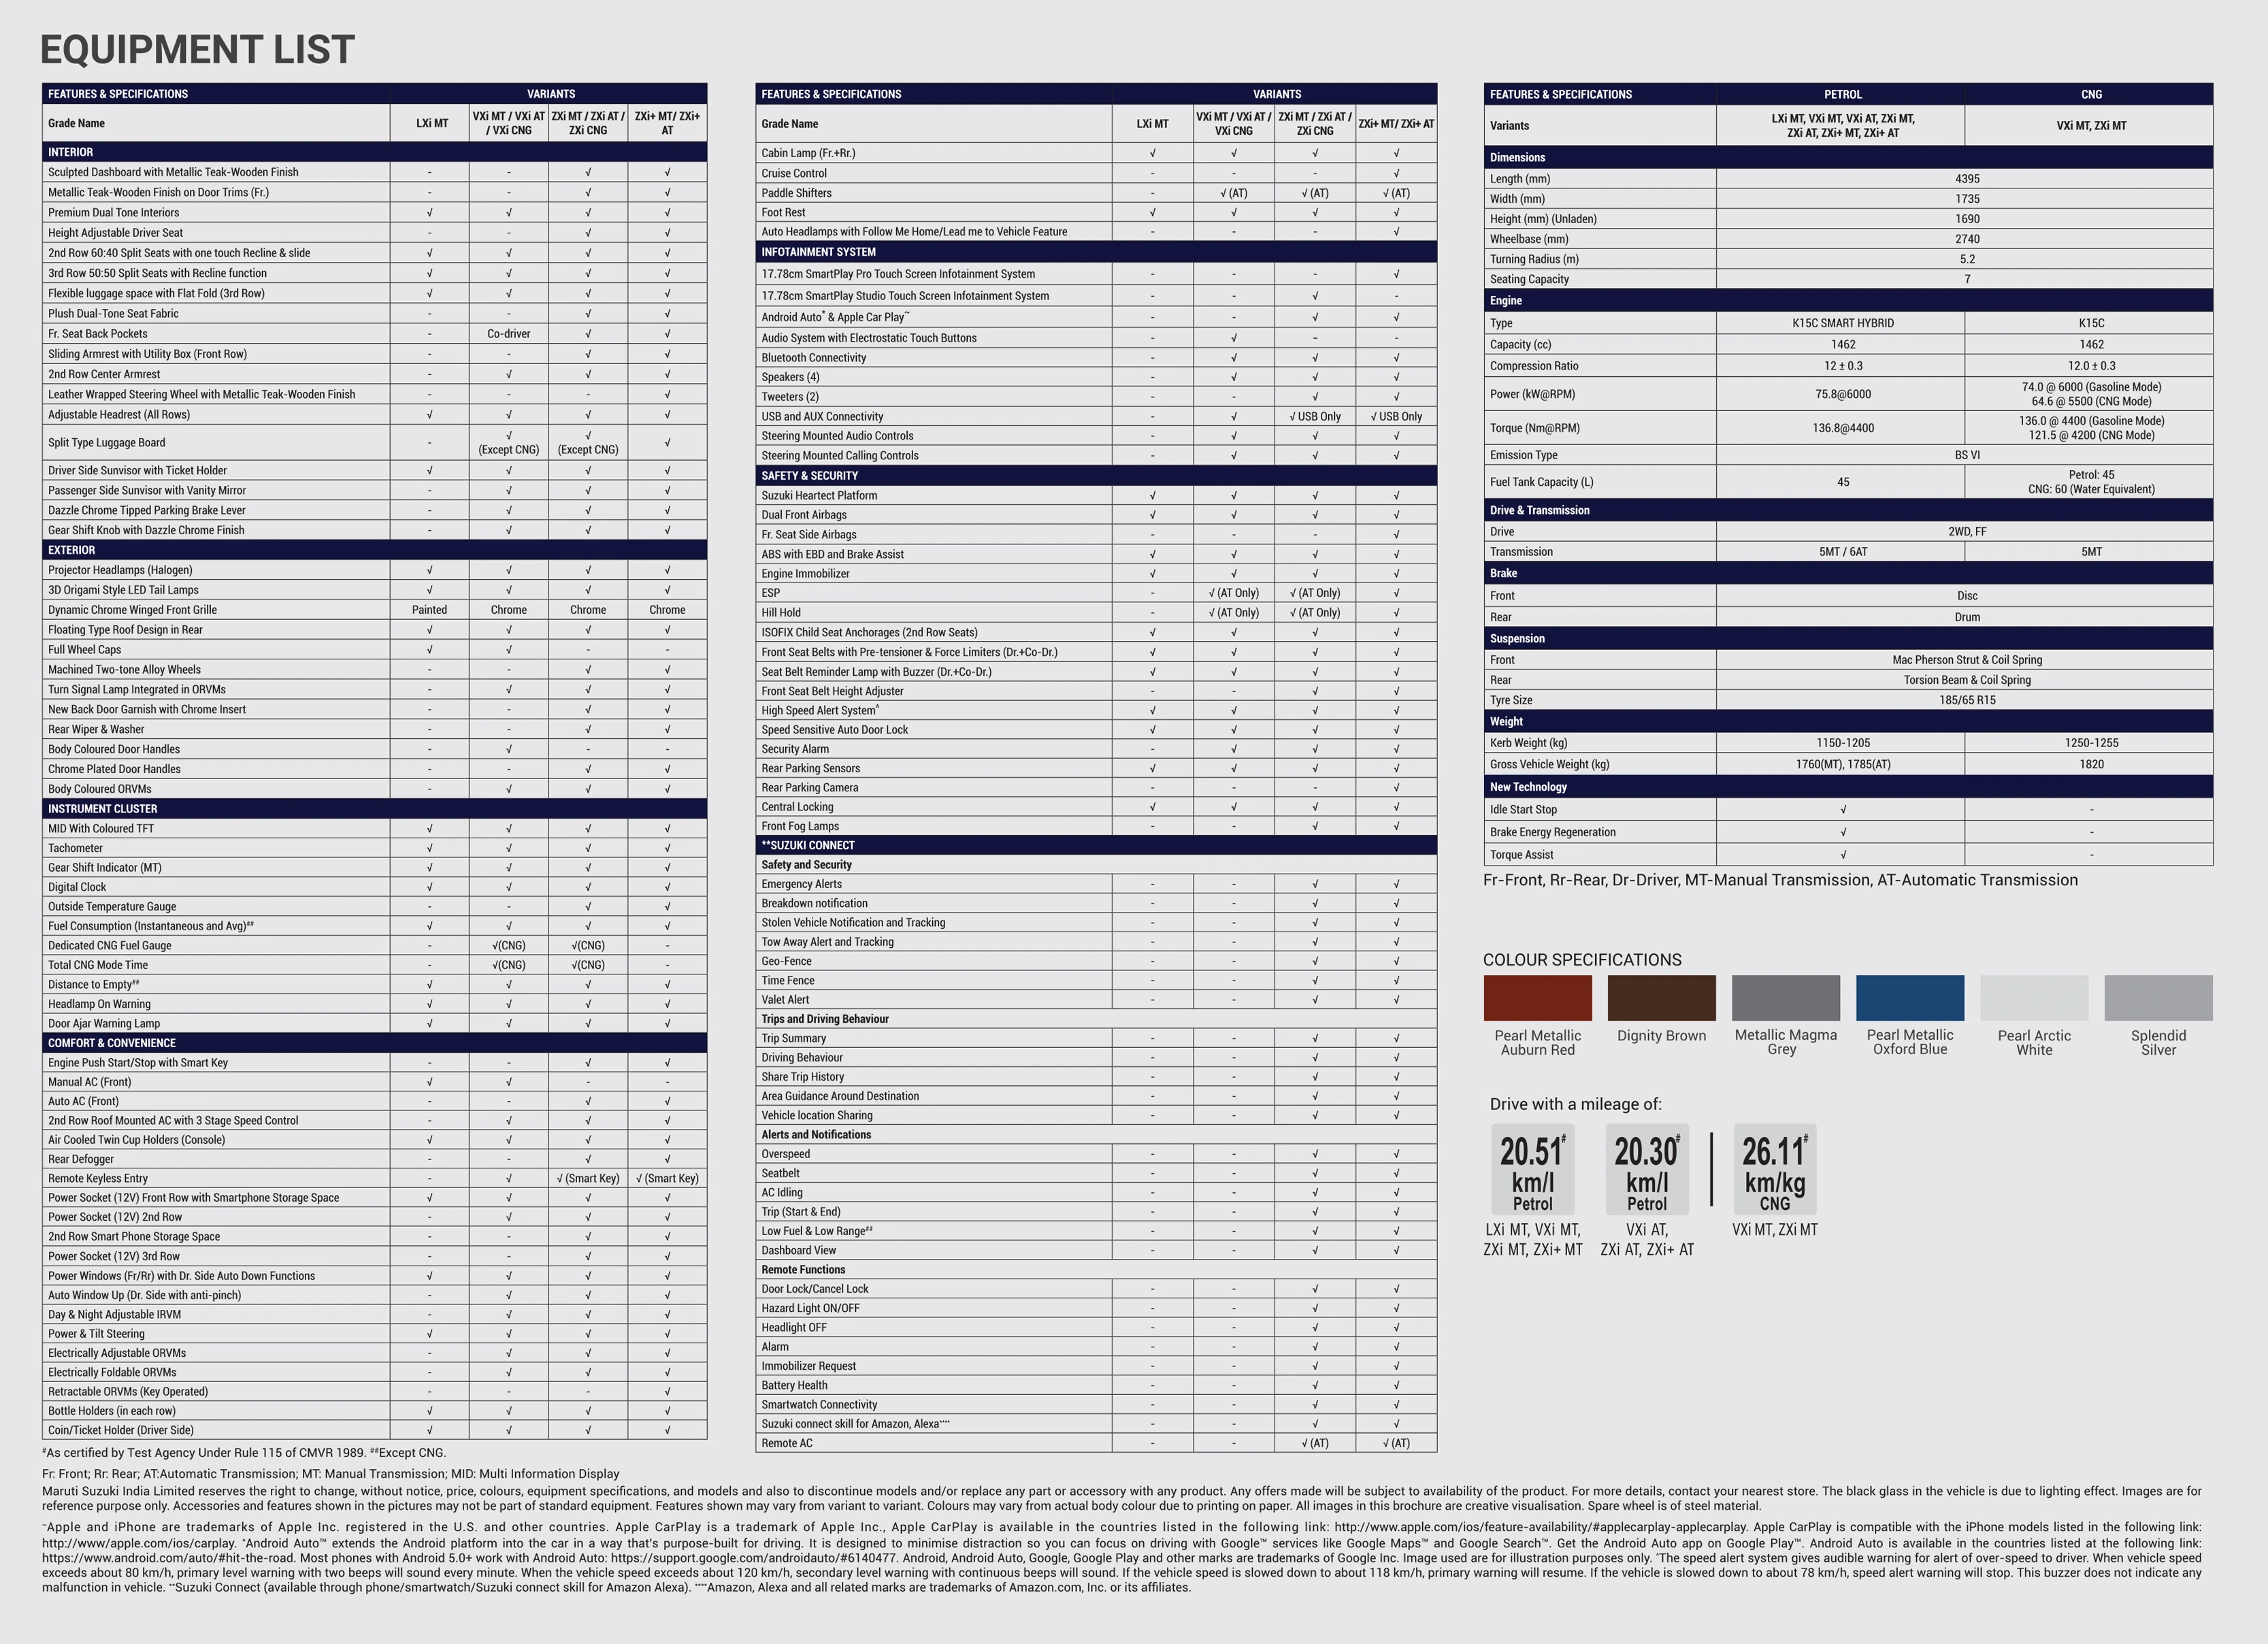 EQUIPMENT LIST
FEATURES & SPECIFICATIONS VARIANTS
Grade Name LXi MT VXi MT / VXi AT / VXi CNG ZXi MT / ZXi AT / ZXi CNG ZXi+ MT/ ZXi+ AT
INTERIOR
Sculpted Dashboard with Metallic Teak-Wooden Finish - - √ √
Metallic Teak-Wooden Finish on Door Trims (Fr.) - - √ √
Premium Dual Tone Interiors √ √ √ √
Height Adjustable Driver Seat - - √ √
2nd Row 60:40 Split Seats with one touch Recline & slide √ √ √ √
3rd Row 50:50 Split Seats with Recline function √ √ √ √
Flexible luggage space with Flat Fold (3rd Row) √ √ √ √
Plush Dual-Tone Seat Fabric - - √ √
Fr. Seat Back Pockets - Co-driver √ √
Sliding Armrest with Utility Box (Front Row) - - √ √
2nd Row Center Armrest - √ √ √
Leather Wrapped Steering Wheel with Metallic Teak-Wooden Finish - - - √
Adjustable Headrest (All Rows) √ √ √ √
Split Type Luggage Board - √ (Except CNG) √ (Except CNG) √
Driver Side Sunvisor with Ticket Holder √ √ √ √
Passenger Side Sunvisor with Vanity Mirror - √ √ √
Dazzle Chrome Tipped Parking Brake Lever - √ √ √
Gear Shift Knob with Dazzle Chrome Finish - √ √ √
EXTERIOR
Projector Headlamps (Halogen) √ √ √ √
3D Origami Style LED Tail Lamps √ √ √ √
Dynamic Chrome Winged Front Grille Painted Chrome Chrome Chrome
Floating Type Roof Design in Rear √ √ √ √
Full Wheel Caps √ √ - -
Machined Two-tone Alloy Wheels - - √ √
Turn Signal Lamp Integrated in ORVMs - √ √ √
New Back Door Garnish with Chrome Insert - - √ √
Rear Wiper & Washer - - √ √
Body Coloured Door Handles - √ - -
Chrome Plated Door Handles - - √ √
Body Coloured ORVMs - √ √ √
INSTRUMENT CLUSTER
MID With Coloured TFT √ √ √ √
Tachometer √ √ √ √
Gear Shift Indicator (MT) √ √ √ √
Digital Clock √ √ √ √
Outside Temperature Gauge - - √ √
Fuel Consumption (Instantaneous and Avg)## √ √ √ √
Dedicated CNG Fuel Gauge - √(CNG) √(CNG) -
Total CNG Mode Time - √(CNG) √(CNG) -
Distance to Empty## √ √ √ √
Headlamp On Warning √ √ √ √
Door Ajar Warning Lamp √ √ √ √
COMFORT & CONVENIENCE
Engine Push Start/Stop with Smart Key - - √ √
Manual AC (Front) √ √ - -
Auto AC (Front) - - √ √
2nd Row Roof Mounted AC with 3 Stage Speed Control - √ √ √
Air Cooled Twin Cup Holders (Console) √ √ √ √
Rear Defogger - - √ √
Remote Keyless Entry - √ √ (Smart Key) √ (Smart Key)
Power Socket (12V) Front Row with Smartphone Storage Space √ √ √ √
Power Socket (12V) 2nd Row - √ √ √
2nd Row Smart Phone Storage Space - - √ √
Power Socket (12V) 3rd Row - - √ √
Power Windows (Fr/Rr) with Dr. Side Auto Down Functions √ √ √ √
Auto Window Up (Dr. Side with anti-pinch) - √ √ √
Day & Night Adjustable IRVM - √ √ √
Power & Tilt Steering √ √ √ √
Electrically Adjustable ORVMs - √ √ √
Electrically Foldable ORVMs - √ √ √
Retractable ORVMs (Key Operated) - - - √
Bottle Holders (in each row) √ √ √ √
Coin/Ticket Holder (Driver Side) √ √ √ √
FEATURES & SPECIFICATIONS VARIANTS
Grade Name LXi MT VXi MT / VXi AT / VXi CNG ZXi MT / ZXi AT / ZXi CNG ZXi+ MT/ ZXi+ AT
Cabin Lamp (Fr.+Rr.) √ √ √ √
Cruise Control - - - √
Paddle Shifters - √ (AT) √ (AT) √ (AT)
Foot Rest √ √ √ √
Auto Headlamps with Follow Me Home/Lead me to Vehicle Feature - - - √
INFOTAINMENT SYSTEM
17.78cm SmartPlay Pro Touch Screen Infotainment System - - - √
17.78cm SmartPlay Studio Touch Screen Infotainment System - - √ -
Android Auto* & Apple Car Play~ - - √ √
Audio System with Electrostatic Touch Buttons - √ - -
Bluetooth Connectivity - √ √ √
Speakers (4) - √ √ √
Tweeters (2) - - √ √
USB and AUX Connectivity - √ √ USB Only √ USB Only
Steering Mounted Audio Controls - √ √ √
Steering Mounted Calling Controls - √ √ √
SAFETY & SECURITY
Suzuki Heartect Platform √ √ √ √
Dual Front Airbags √ √ √ √
Fr. Seat Side Airbags - - - √
ABS with EBD and Brake Assist √ √ √ √
Engine Immobilizer √ √ √ √
ESP - √ (AT Only) √ (AT Only) √
Hill Hold - √ (AT Only) √ (AT Only) √
ISOFIX Child Seat Anchorages (2nd Row Seats) √ √ √ √
Front Seat Belts with Pre-tensioner & Force Limiters (Dr.+Co-Dr.) √ √ √ √
Seat Belt Reminder Lamp with Buzzer (Dr.+Co-Dr.) √ √ √ √
Front Seat Belt Height Adjuster - - √ √
High Speed Alert System^ √ √ √ √
Speed Sensitive Auto Door Lock √ √ √ √
Security Alarm - √ √ √
Rear Parking Sensors √ √ √ √
Rear Parking Camera - - - √
Central Locking √ √ √ √
Front Fog Lamps - - √ √
**SUZUKI CONNECT
Safety and Security
Emergency Alerts - - √ √
Breakdown notification - - √ √
Stolen Vehicle Notification and Tracking - - √ √
Tow Away Alert and Tracking - - √ √
Geo-Fence - - √ √
Time Fence - - √ √
Valet Alert - - √ √
Trips and Driving Behaviour
Trip Summary - - √ √
Driving Behaviour - - √ √
Share Trip History - - √ √
Area Guidance Around Destination - - √ √
Vehicle location Sharing - - √ √
Alerts and Notifications
Overspeed - - √ √
Seatbelt - - √ √
AC Idling - - √ √
Trip (Start & End) - - √ √
Low Fuel & Low Range## - - √ √
Dashboard View - - √ √
Remote Functions
Door Lock/Cancel Lock - - √ √
Hazard Light ON/OFF - - √ √
Headlight OFF - - √ √
Alarm - - √ √
Immobilizer Request - - √ √
Battery Health - - √ √
Smartwatch Connectivity - - √ √
Suzuki connect skill for Amazon, Alexa**** - - √ √
Remote AC - - √ (AT) √ (AT)
FEATURES & SPECIFICATIONS PETROL CNG
Variants LXi MT, VXi MT, VXi AT, ZXi MT, ZXi AT, ZXi+ MT, ZXi+ AT VXi MT, ZXi MT
Dimensions
Length (mm) 4395
Width (mm) 1735
Height (mm) (Unladen) 1690
Wheelbase (mm) 2740
Turning Radius (m) 5.2
Seating Capacity 7
Engine
Type K15C SMART HYBRID K15C
Capacity (cc) 1462 1462
Compression Ratio 12 ± 0.3 12.0 ± 0.3
Power (kW@RPM) 75.8@6000 74.0 @ 6000 (Gasoline Mode) 64.6 @ 5500 (CNG Mode)
Torque (Nm@RPM) 136.8@4400 136.0 @ 4400 (Gasoline Mode) 121.5 @ 4200 (CNG Mode)
Emission Type BS VI
Fuel Tank Capacity (L) 45 Petrol: 45 CNG: 60 (Water Equivalent)
Drive & Transmission
Drive 2WD, FF
Transmission 5MT / 6AT 5MT
Brake
Front Disc
Rear Drum
Suspension
Front Mac Pherson Strut & Coil Spring
Rear Torsion Beam & Coil Spring
Tyre Size 185/65 R15
Weight
Kerb Weight (kg) 1150-1205 1250-1255
Gross Vehicle Weight (kg) 1760(MT), 1785(AT) 1820
New Technology
Idle Start Stop √ -
Brake Energy Regeneration √ -
Torque Assist √ -
Fr-Front, Rr-Rear, Dr-Driver, MT-Manual Transmission, AT-Automatic Transmission
COLOUR SPECIFICATIONS
Pearl Metallic Auburn Red
Dignity Brown
Metallic Magma Grey
Pearl Metallic Oxford Blue
Pearl Arctic White
Splendid Silver
Drive with a mileage of:
20.51# km/l Petrol
LXi MT, VXi MT, ZXi MT, ZXi+ MT
20.30# km/l Petrol
VXi AT, ZXi AT, ZXi+ AT
26.11# km/kg CNG
VXi MT, ZXi MT
#As certified by Test Agency Under Rule 115 of CMVR 1989. ##Except CNG.
Fr: Front; Rr: Rear; AT:Automatic Transmission; MT: Manual Transmission; MID: Multi Information Display
Maruti Suzuki India Limited reserves the right to change, without notice, price, colours, equipment specifications, and models and also to discontinue models and/or replace any part or accessory with any product. Any offers made will be subject to availability of the product. For more details, contact your nearest store. The black glass in the vehicle is due to lighting effect. Images are for
reference purpose only. Accessories and features shown in the pictures may not be part of standard equipment. Features shown may vary from variant to variant. Colours may vary from actual body colour due to printing on paper. All images in this brochure are creative visualisation. Spare wheel is of steel material.
~Apple and iPhone are trademarks of Apple Inc. registered in the U.S. and other countries. Apple CarPlay is a trademark of Apple Inc., Apple CarPlay is available in the countries listed in the following link: http://www.apple.com/ios/feature-availability/#applecarplay-applecarplay. Apple CarPlay is compatible with the iPhone models listed in the following link:
http://www/apple.com/ios/carplay. *Android Auto™ extends the Android platform into the car in a way that's purpose-built for driving. It is designed to minimise distraction so you can focus on driving with Google™ services like Google Maps™ and Google Search™. Get the Android Auto app on Google Play™. Android Auto is available in the countries listed at the following link:
https://www.android.com/auto/#hit-the-road. Most phones with Android 5.0+ work with Android Auto: https://support.google.com/androidauto/#6140477. Android, Android Auto, Google, Google Play and other marks are trademarks of Google Inc. Image used are for illustration purposes only. ^The speed alert system gives audible warning for alert of over-speed to driver. When vehicle speed
exceeds about 80 km/h, primary level warning with two beeps will sound every minute. When the vehicle speed exceeds about 120 km/h, secondary level warning with continuous beeps will sound. If the vehicle speed is slowed down to about 118 km/h, primary warning will resume. If the vehicle is slowed down to about 78 km/h, speed alert warning will stop. This buzzer does not indicate any
malfunction in vehicle. **Suzuki Connect (available through phone/smartwatch/Suzuki connect skill for Amazon Alexa). ****Amazon, Alexa and all related marks are trademarks of Amazon.com, Inc. or its affiliates.